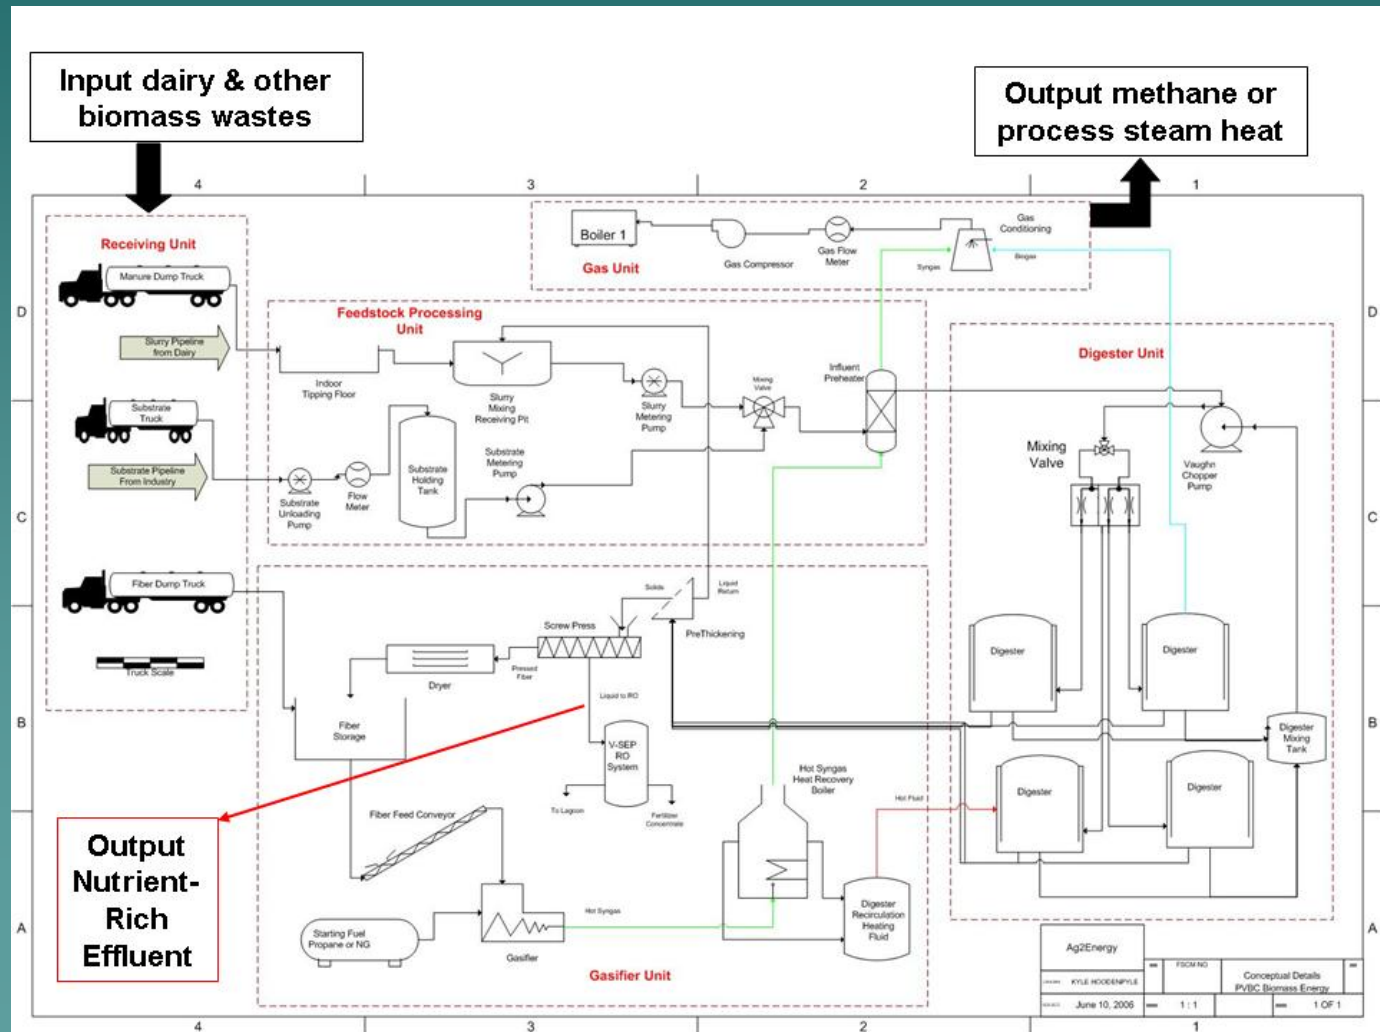 Input dairy & other
biomass wastes
Output methane or
process steam heat
4
3
2
1
Receiving Unit
Manure Dump Truck
Slurry Pipeline
from Dairy
Substrate
Truck
Substrate Pipeline
From Industry
Fiber Dump Truck
Truck Scale
Boiler 1
Gas Unit
Gas Compressor
Gas Flow
Meter
Syngas
Gas
Conditioning
Biogas
D
D
Feedstock Processing
Unit
Indoor
Tipping Floor
Slurry
Mixing
Receiving Pit
Slurry
Metering
Pump
Mixing
Valve
Influent
Preheater
Substrate
Unloading
Pump
Flow
Meter
Substrate
Holding
Tank
Substrate
Metering
Pump
C
C
Digester Unit
Mixing
Valve
Vaughn
Chopper
Pump
Digester
Digester
Digester
Mixing
Tank
Digester
Digester
B
B
Solids
Liquid
Return
PreThickening
Screw Press
Pressed
Fiber
Dryer
Liquid to RO
Fiber
Storage
V-SEP
RO
System
To Lagoon
Fertilizer
Concentrate
Hot Syngas
Heat Recovery
Boiler
Hot Fluid
Fiber Feed Conveyor
Output
Nutrient-
Rich
Effluent
A
A
Starting Fuel
Propane or NG
Gasifier
Hot Syngas
Digester
Recirculation
Heating
Fluid
Gasifier Unit
Ag2Energy
KYLE HOODENPYLE
FSCM NO
Conceptual Details
PVBC Biomass Energy
June 10, 2006
1 : 1
1 OF 1
4
3
2
1